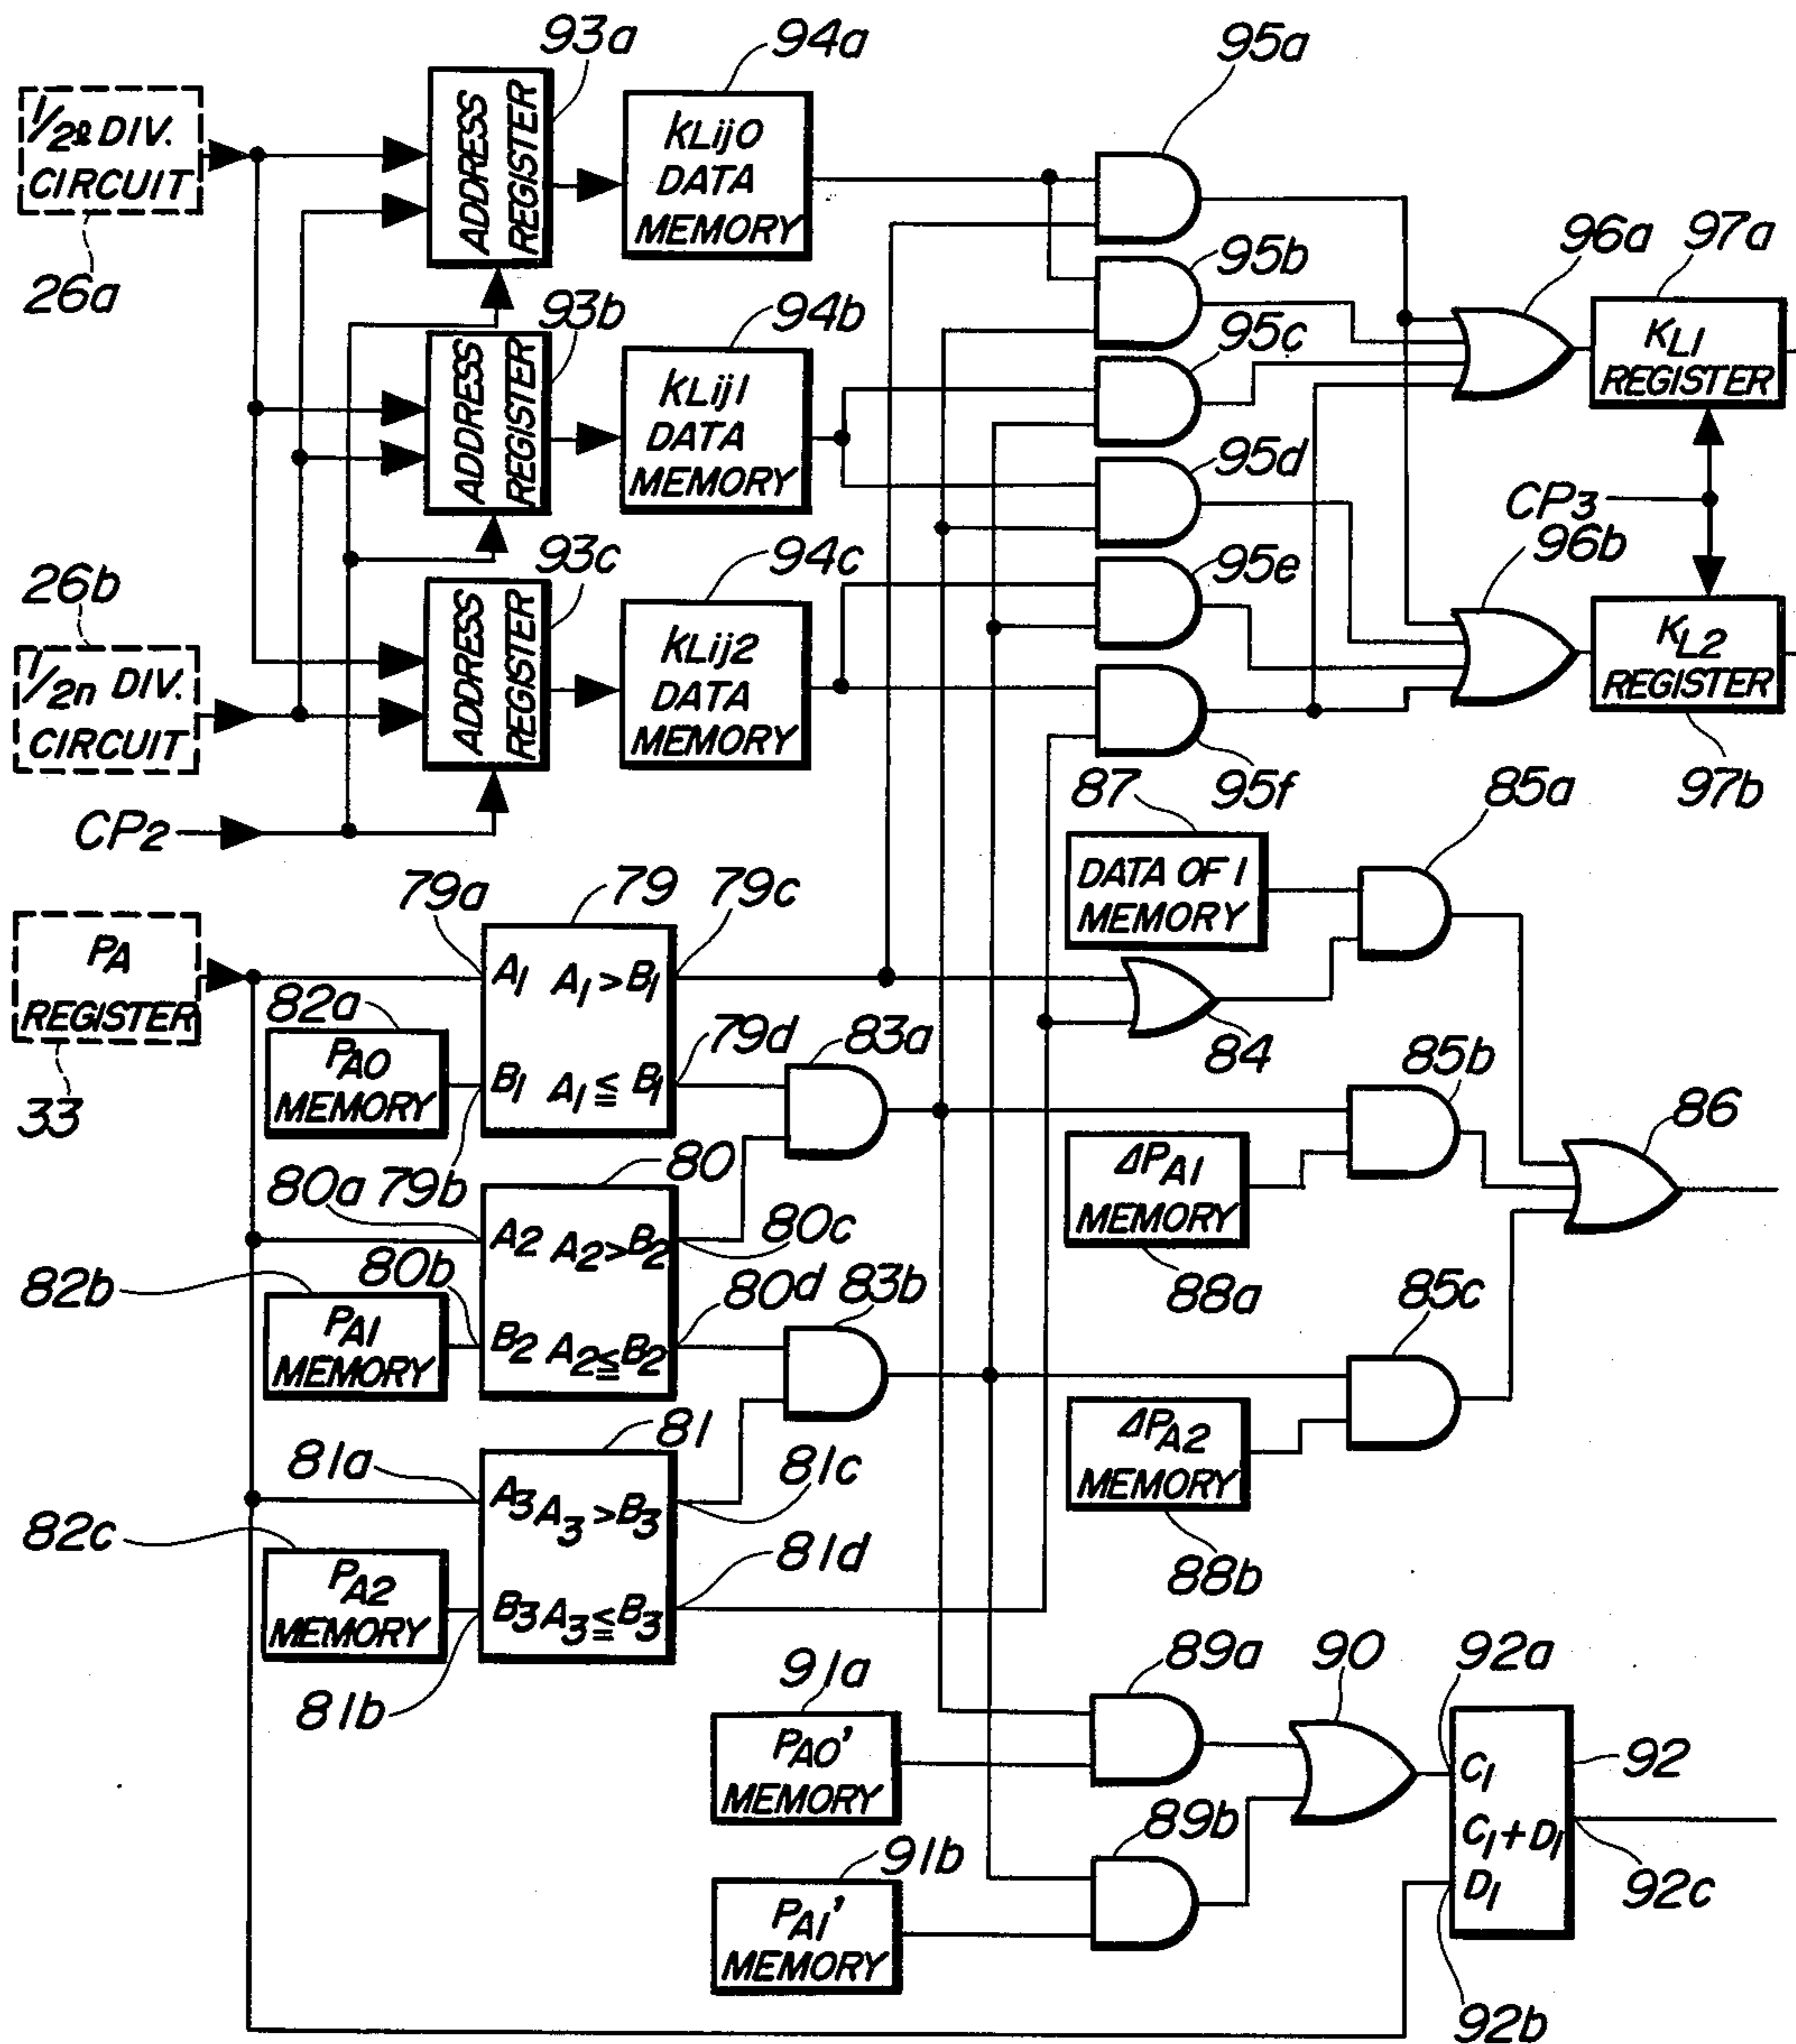 93a
94a
95a
1/2ℓ DIV.
CIRCUIT
26a
ADDRESS
REGISTER
kLij0
DATA
MEMORY
95b
96a
97a
93b
94b
95c
KL1
REGISTER
ADDRESS
REGISTER
kLij1
DATA
MEMORY
95d
CP3
26b
93c
94c
95e
96b
1/2n DIV.
CIRCUIT
ADDRESS
REGISTER
kLij2
DATA
MEMORY
KL2
REGISTER
CP2
87
95f
85a
97b
79a
79
79c
DATA OF 1
MEMORY
PA
REGISTER
33
82a
A1 A1 > B1
79d
83a
84
PA0
MEMORY
B1 A1 ≦ B1
85b
86
80a
79b
80
ΔPA1
MEMORY
80c
82b
80b
A2 A2 > B2
80d
83b
88a
85c
PA1
MEMORY
B2 A2 ≦ B2
81a
81
81c
ΔPA2
MEMORY
82c
A3 A3 > B3
81d
88b
PA2
MEMORY
B3 A3 ≦ B3
81b
91a
89a
90
92a
PA0'
MEMORY
C1
92
91b
89b
C1 + D1
PA1'
MEMORY
D1
92c
92b